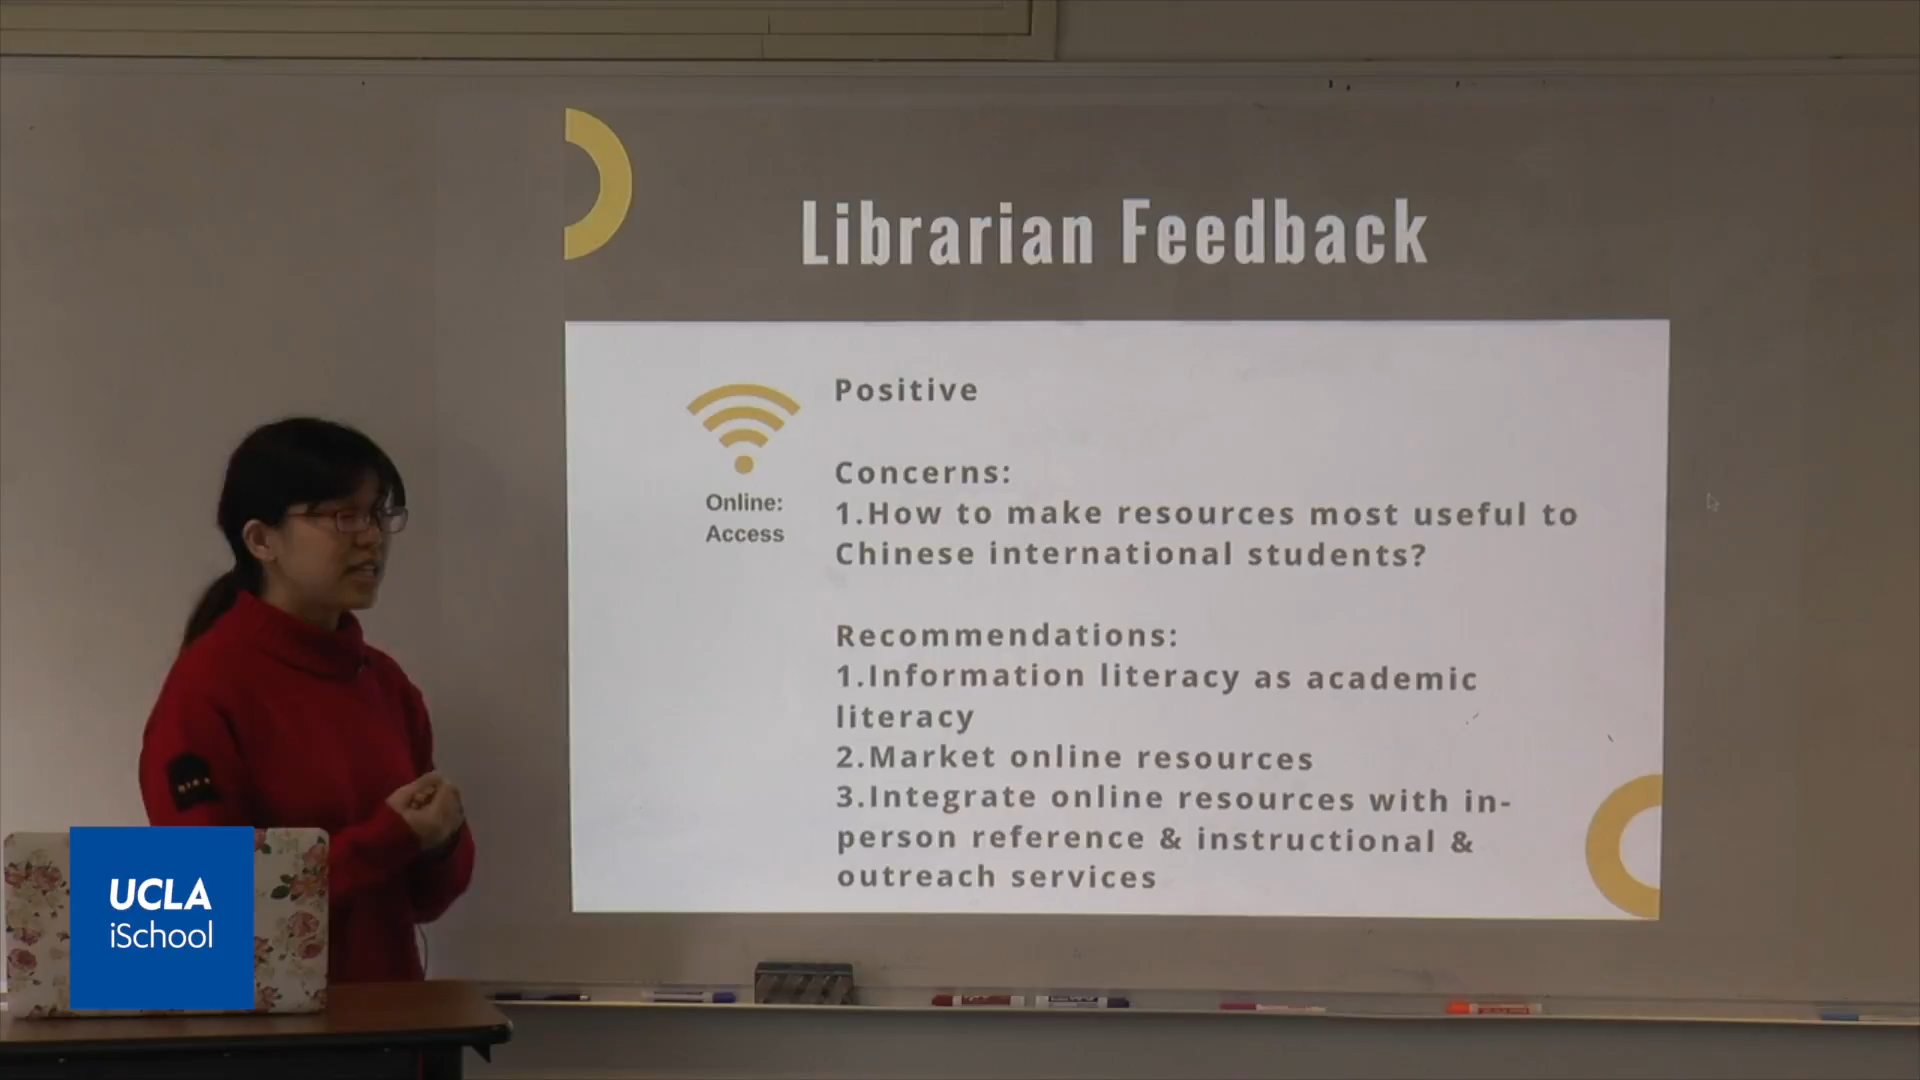 Librarian Feedback
Positive
Online:
Access
Concerns:
1.How to make resources most useful to
Chinese international students?
Recommendations:
1.Information literacy as academic
literacy
2.Market online resources
3.Integrate online resources with in-
person reference & instructional &
outreach services
UCLA
iSchool